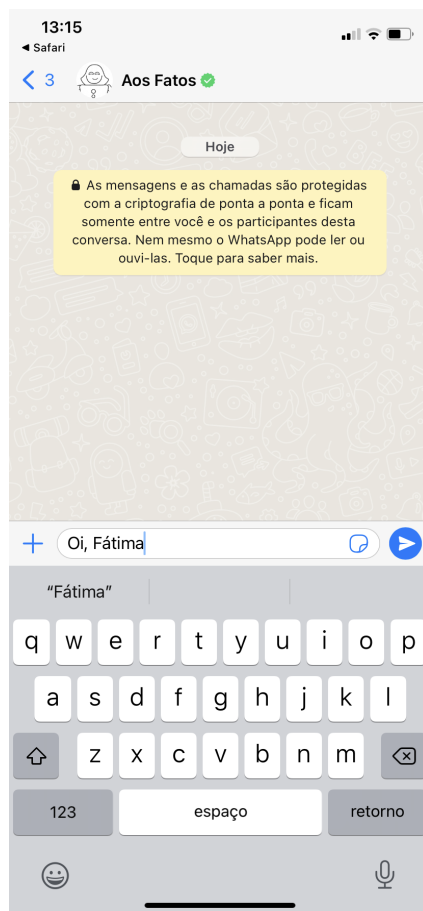 13:15
◀ Safari
3 Aos Fatos
Hoje
As mensagens e as chamadas são protegidas
com a criptografia de ponta a ponta e ficam
somente entre você e os participantes desta
conversa. Nem mesmo o WhatsApp pode ler ou
ouvi-las. Toque para saber mais.
Oi, Fátima
“Fátima”
q w e r t y u i o p
a s d f g h j k l
z x c v b n m
123 espaço retorno